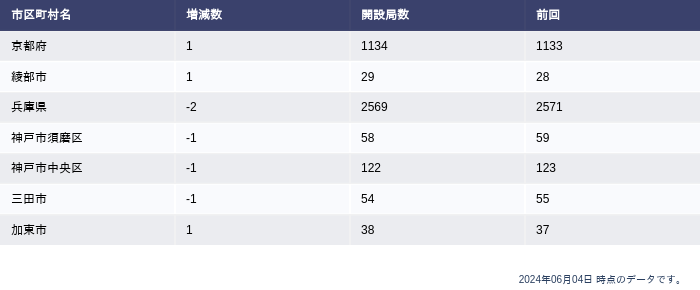 市区町村名 増減数 開設局数 前回
京都府 1 1134 1133
綾部市 1 29 28
兵庫県 -2 2569 2571
神戸市須磨区 -1 58 59
神戸市中央区 -1 122 123
三田市 -1 54 55
加東市 1 38 37
2024年06月04日 時点のデータです。